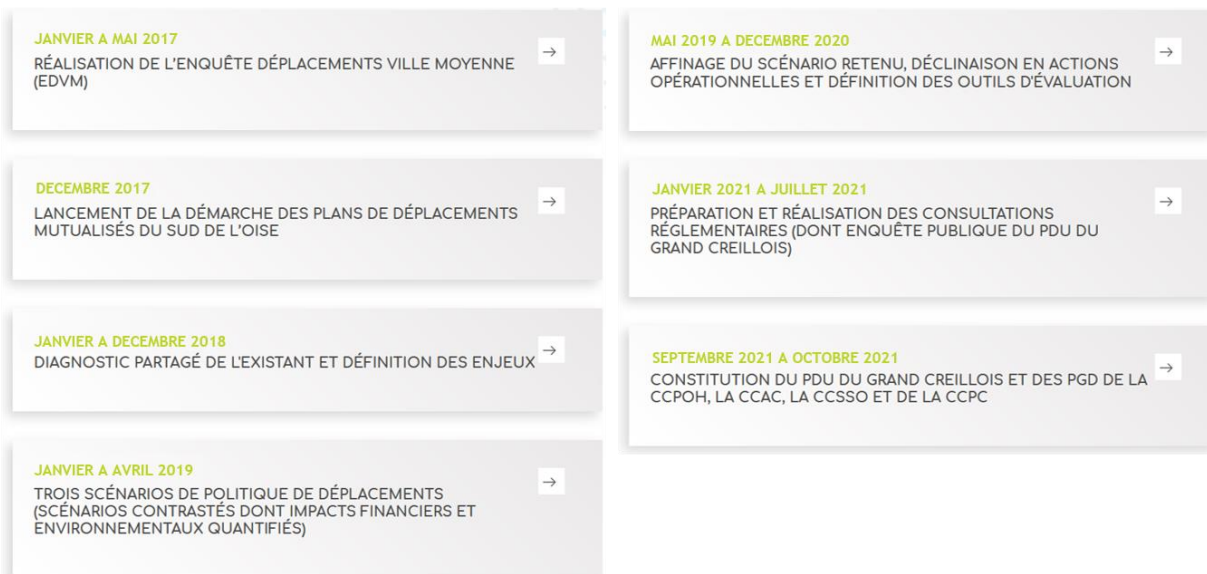 JANVIER A MAI 2017
RÉALISATION DE L'ENQUÊTE DÉPLACEMENTS VILLE MOYENNE
(EDVM)
DECEMBRE 2017
LANCEMENT DE LA DÉMARCHE DES PLANS DE DÉPLACEMENTS
MUTUALISÉS DU SUD DE L'OISE
JANVIER A DECEMBRE 2018
DIAGNOSTIC PARTAGÉ DE L'EXISTANT ET DÉFINITION DES ENJEUX
JANVIER A AVRIL 2019
TROIS SCÉNARIOS DE POLITIQUE DE DÉPLACEMENTS
(SCÉNARIOS CONTRASTÉS DONT IMPACTS FINANCIERS ET
ENVIRONNEMENTAUX QUANTIFIÉS)
MAI 2019 A DECEMBRE 2020
AFFINAGE DU SCÉNARIO RETENU, DÉCLINAISON EN ACTIONS
OPÉRATIONNELLES ET DÉFINITION DES OUTILS D'ÉVALUATION
JANVIER 2021 A JUILLET 2021
PRÉPARATION ET RÉALISATION DES CONSULTATIONS
RÉGLEMENTAIRES (DONT ENQUÊTE PUBLIQUE DU PDU DU
GRAND CREILLOIS)
SEPTEMBRE 2021 A OCTOBRE 2021
CONSTITUTION DU PDU DU GRAND CREILLOIS ET DES PGD DE LA
CCPOH, LA CCAC, LA CCSSO ET DE LA CCPC